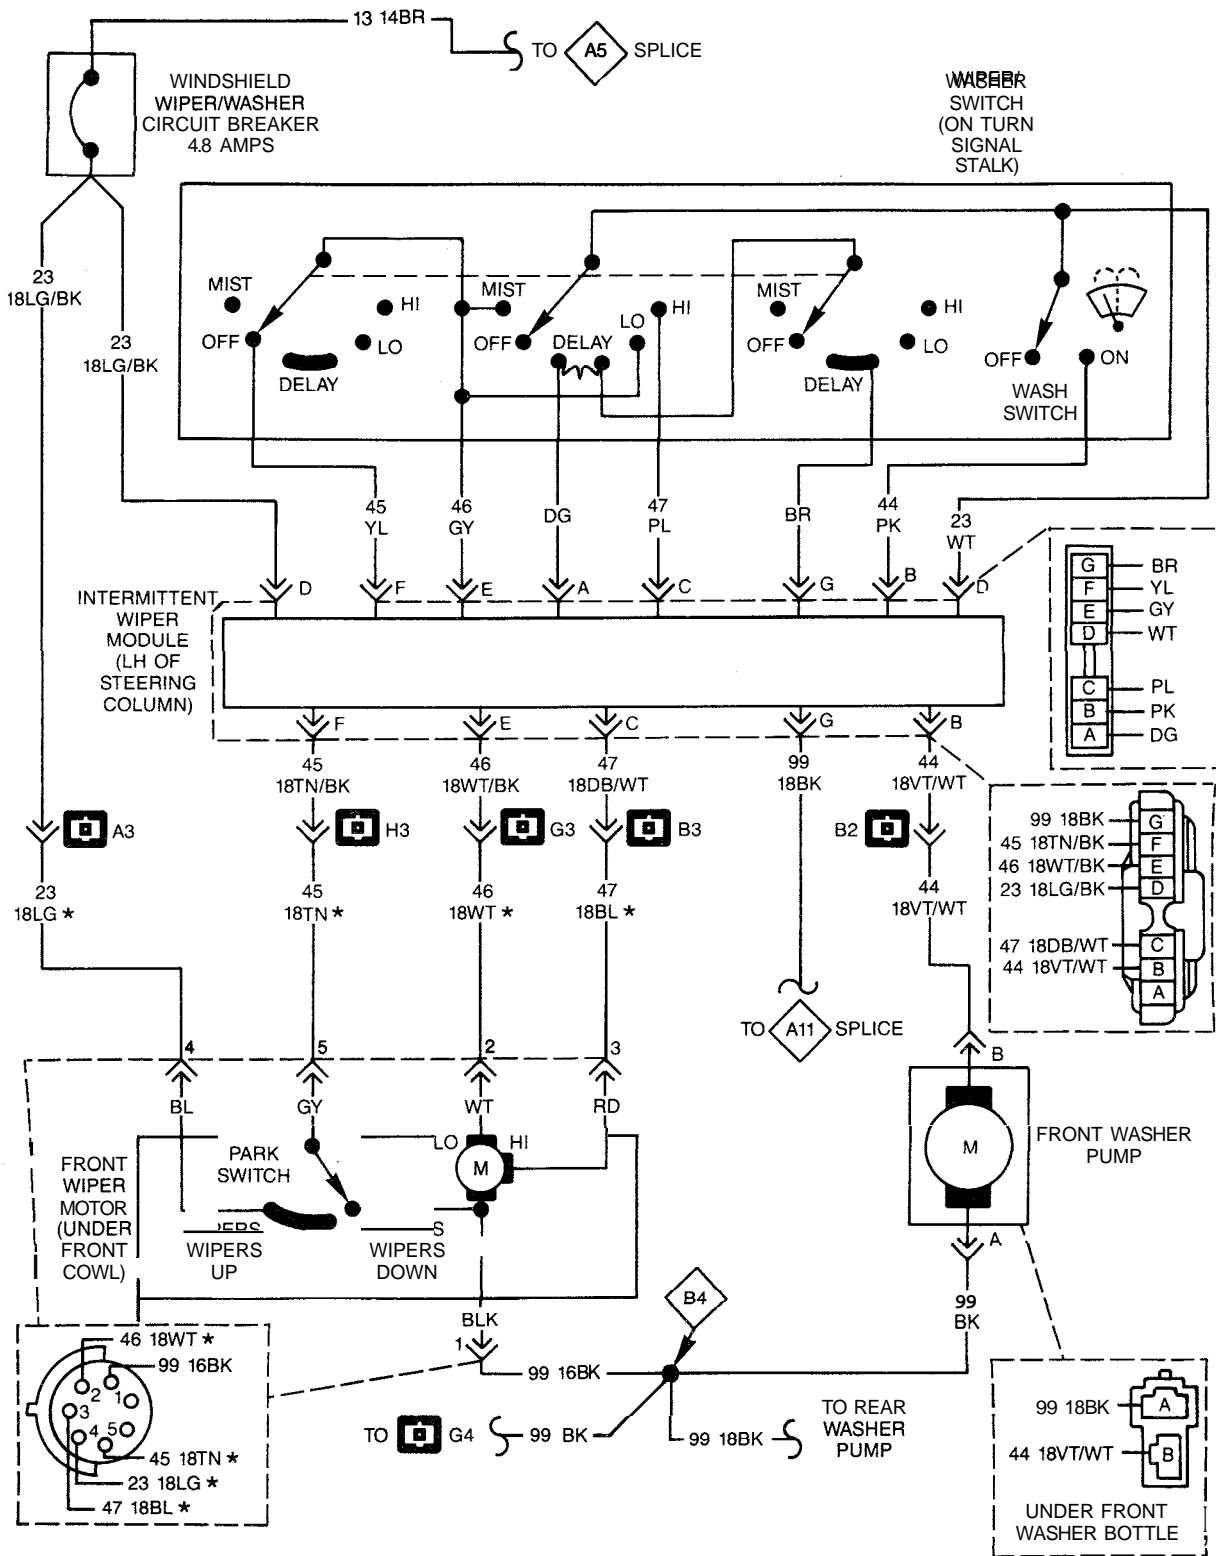 13 14BR
TO A5 SPLICE
WINDSHIELD
WIPER/WASHER
CIRCUIT BREAKER
4.8 AMPS
WIPER/
WASHER
SWITCH
(ON TURN
SIGNAL
STALK)
23
18LG/BK
23
18LG/BK
MIST
OFF
HI
LO
DELAY
MIST
OFF
DELAY
LO
HI
MIST
OFF
HI
LO
DELAY
OFF
ON
WASH
SWITCH
45
YL
46
GY
DG
47
PL
BR
44
PK
23
WT
D
F
E
A
C
G
B
D
G BR
F YL
E GY
D WT
C PL
B PK
A DG
INTERMITTENT
WIPER
MODULE
(LH OF
STEERING
COLUMN)
F
E
C
G
B
45
18TN/BK
46
18WT/BK
47
18DB/WT
99
18BK
44
18VT/WT
A3
H3
G3
B3
B2
99 18BK G
45 18TN/BK F
46 18WT/BK E
23 18LG/BK D
47 18DB/WT C
44 18VT/WT B
A
23
18LG *
45
18TN *
46
18WT *
47
18BL *
44
18VT/WT
TO A11 SPLICE
4
5
2
3
B
BL
GY
WT
RD
FRONT
WIPER
MOTOR
(UNDER
FRONT
COWL)
PARK
SWITCH
LO
HI
M
WIPERS
UP
WIPERS
DOWN
S
M
FRONT WASHER
PUMP
A
99
BK
BLK
1
B4
99 16BK
TO G4 99 BK
99 18BK
TO REAR
WASHER
PUMP
46 18WT *
99 16BK
2
1
3
4
5
45 18TN *
23 18LG *
47 18BL *
99 18BK A
44 18VT/WT B
UNDER FRONT
WASHER BOTTLE